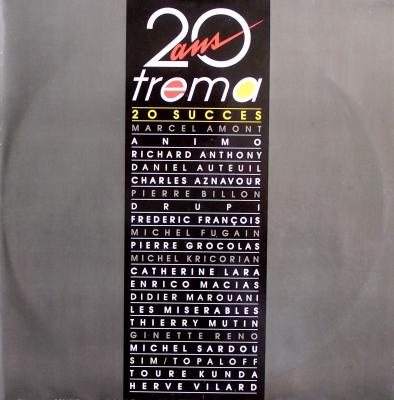 20 ans
trema
20 SUCCES
MARCEL AMONT
ANIMO
RICHARD ANTHONY
DANIEL AUTEUIL
CHARLES AZNAVOUR
PIERRE BILLON
DRUPI
FREDERIC FRANÇOIS
MICHEL FUGAIN
PIERRE GROCOLAS
MICHEL KRICORIAN
CATHERINE LARA
ENRICO MACIAS
DIDIER MAROUANI
LES MISERABLES
THIERRY MUTIN
GINETTE RENO
MICHEL SARDOU
SIM/TOPALOFF
TOURE KUNDA
HERVE VILARD